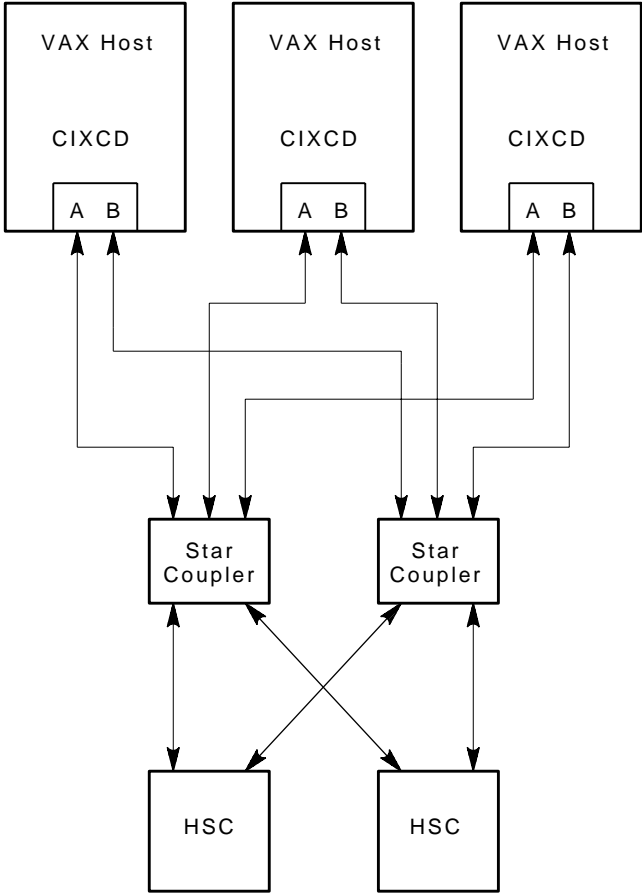 VAX Host
VAX Host
VAX Host
CIXCD
CIXCD
CIXCD
A B
A B
A B
Star
Coupler
Star
Coupler
HSC
HSC